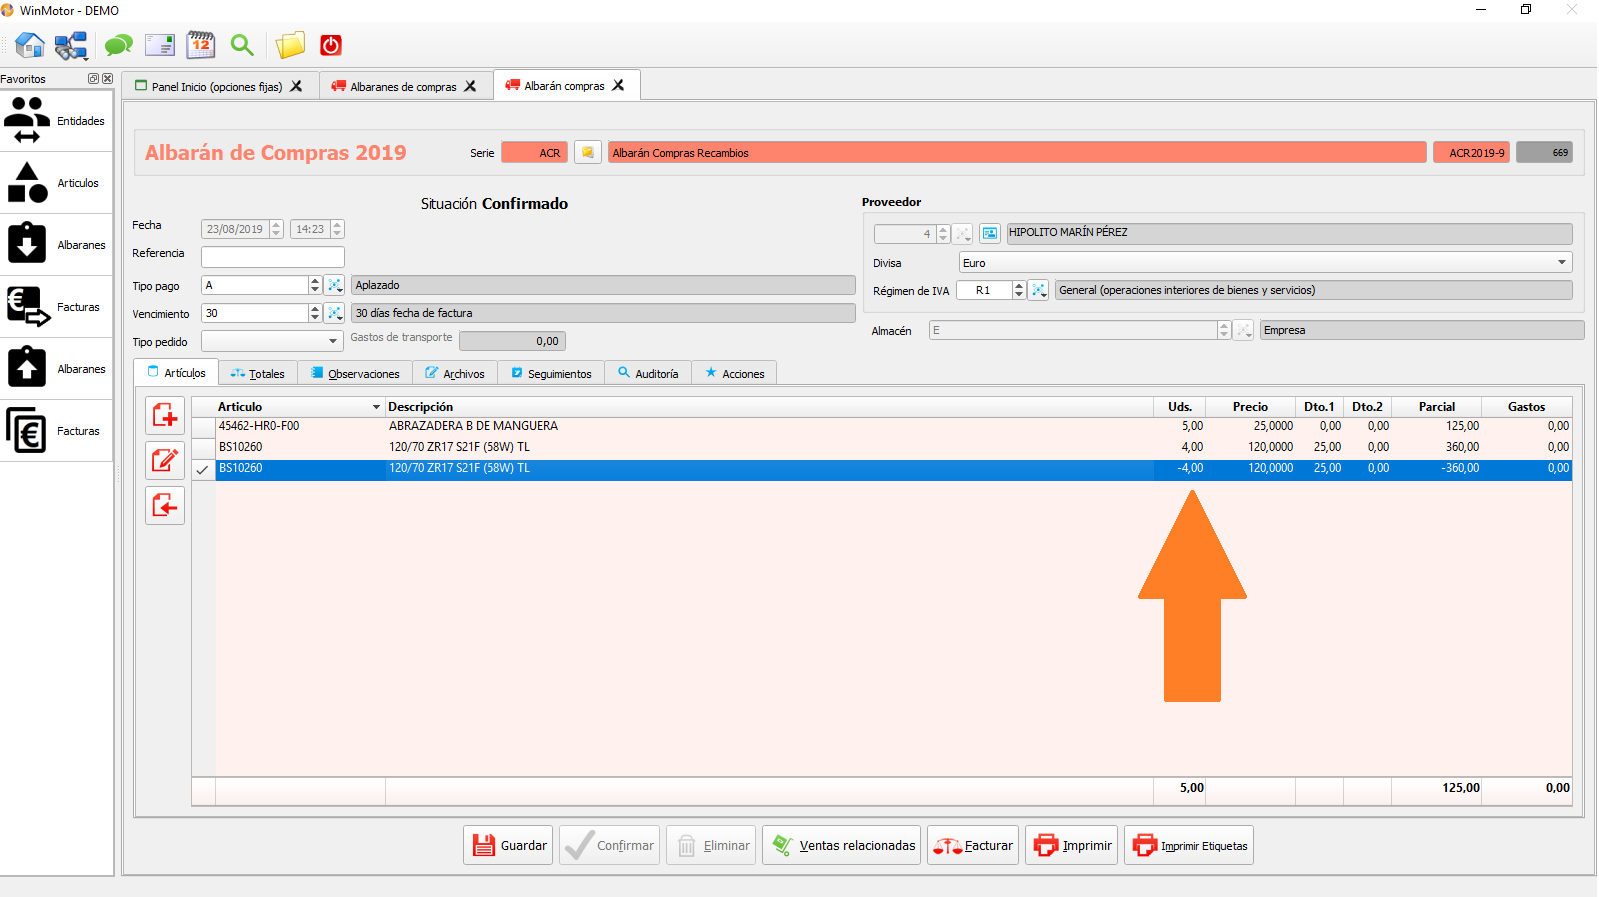 WinMotor - DEMO
12
Favoritos
Panel Inicio (opciones fijas)
Albaranes de compras
Albarán compras
Entidades
Articulos
Albaranes
Facturas
Albaranes
Facturas
Albarán de Compras 2019
Serie
ACR
Albarán Compras Recambios
ACR2019-9
669
Situación Confirmado
Fecha
23/08/2019
14:23
Referencia
Tipo pago
A
Aplazado
Vencimiento
30
30 días fecha de factura
Tipo pedido
Gastos de transporte
0,00
Proveedor
4
HIPOLITO MARÍN PÉREZ
Divisa
Euro
Régimen de IVA
R1
General (operaciones interiores de bienes y servicios)
Almacén
E
Empresa
Artículos
Totales
Observaciones
Archivos
Seguimientos
Auditoría
Acciones
Articulo Descripción Uds. Precio Dto.1 Dto.2 Parcial Gastos
45462-HR0-F00 ABRAZADERA B DE MANGUERA 5,00 25,0000 0,00 0,00 125,00 0,00
BS10260 120/70 ZR17 S21F (58W) TL 4,00 120,0000 25,00 0,00 360,00 0,00
BS10260 120/70 ZR17 S21F (58W) TL -4,00 120,0000 25,00 0,00 -360,00 0,00
5,00 125,00 0,00
Guardar
Confirmar
Eliminar
Ventas relacionadas
Facturar
Imprimir
Imprimir Etiquetas